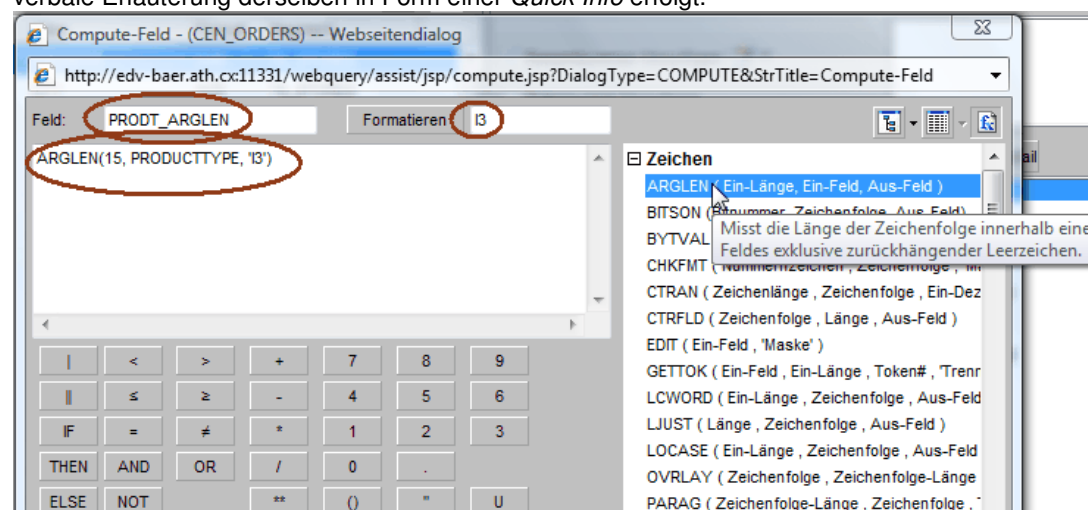 verbale Erläuterung derselben in Form einer Quick-Info erfolgt.
Compute-Feld - (CEN_ORDERS) -- Webseitendialog
http://edv-baer.ath.cx:11331/webquery/assist/jsp/compute.jsp?DialogType=COMPUTE&StrTitle=Compute-Feld
Feld: PRODT_ARGLEN Formatieren I3
ARGLEN(15, PRODUCTTYPE, 'I3')
Zeichen
ARGLEN ( Ein-Länge, Ein-Feld, Aus-Feld )
BITSON (Bitnummer, Zeichenfolge, Aus-Feld)
Misst die Länge der Zeichenfolge innerhalb eine
BYTVAL
Feldes exklusive zurückhängender Leerzeichen.
CHKFMT ( Nummernzeichen , Zeichenfolge ,
CTRAN ( Zeichenlänge , Zeichenfolge , Ein-Dez
CTRFLD ( Zeichenfolge , Länge , Aus-Feld )
EDIT ( Ein-Feld , 'Maske' )
GETTOK ( Ein-Feld , Ein-Länge , Token# , 'Trenr
LCWORD ( Ein-Länge , Zeichenfolge , Aus-Feld
LJUST ( Länge , Zeichenfolge , Aus-Feld )
LOCASE ( Ein-Länge , Zeichenfolge , Aus-Feld
OVRLAY ( Zeichenfolge , Zeichenfolge-Länge
PARAG ( Zeichenfolge-Länge , Zeichenfolge , '
ail
| < > + 7 8 9
|| ≤ ≥ - 4 5 6
IF = ≠ * 1 2 3
THEN AND OR / 0 .
ELSE NOT ** () " U